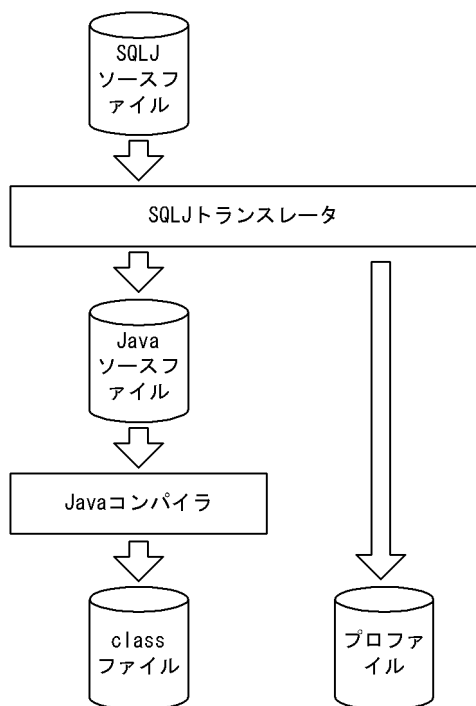 SQLJ
ソースフ
ァイル
SQLJトランスレータ
Java
ソースフ
ァイル
Javaコンパイラ
class
ファイル
プロファ
イル